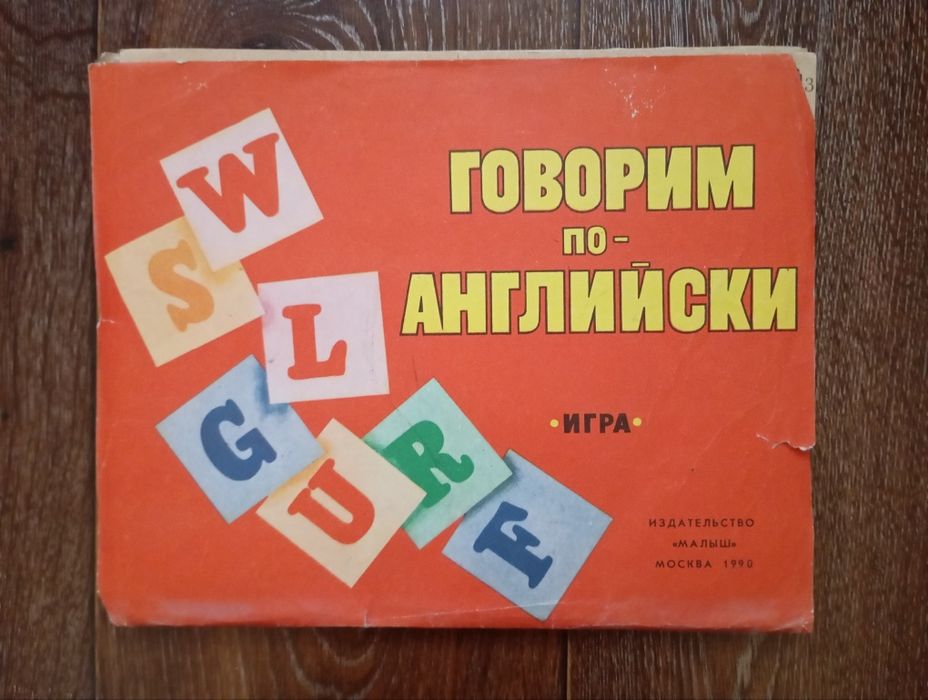 ГОВОРИМ
ПО-
АНГЛИЙСКИ
•ИГРА•
W
S
L
G
U
R
F
ИЗДАТЕЛЬСТВО
«МАЛЫШ»
МОСКВА 1990